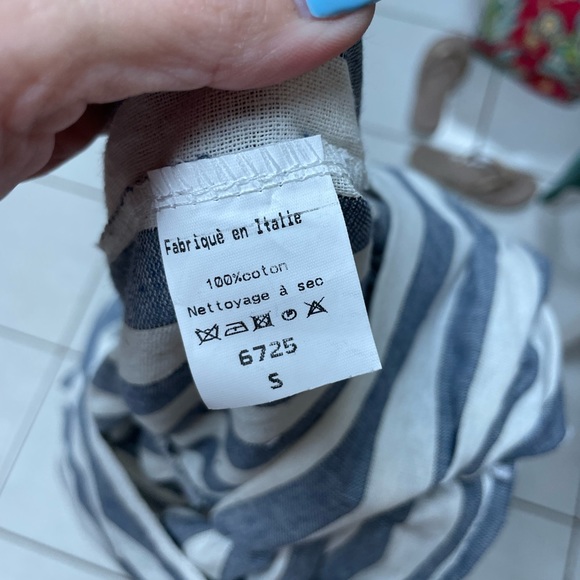 Fabriquè en Italie
100%coton
Nettoyage à sec
6725
S